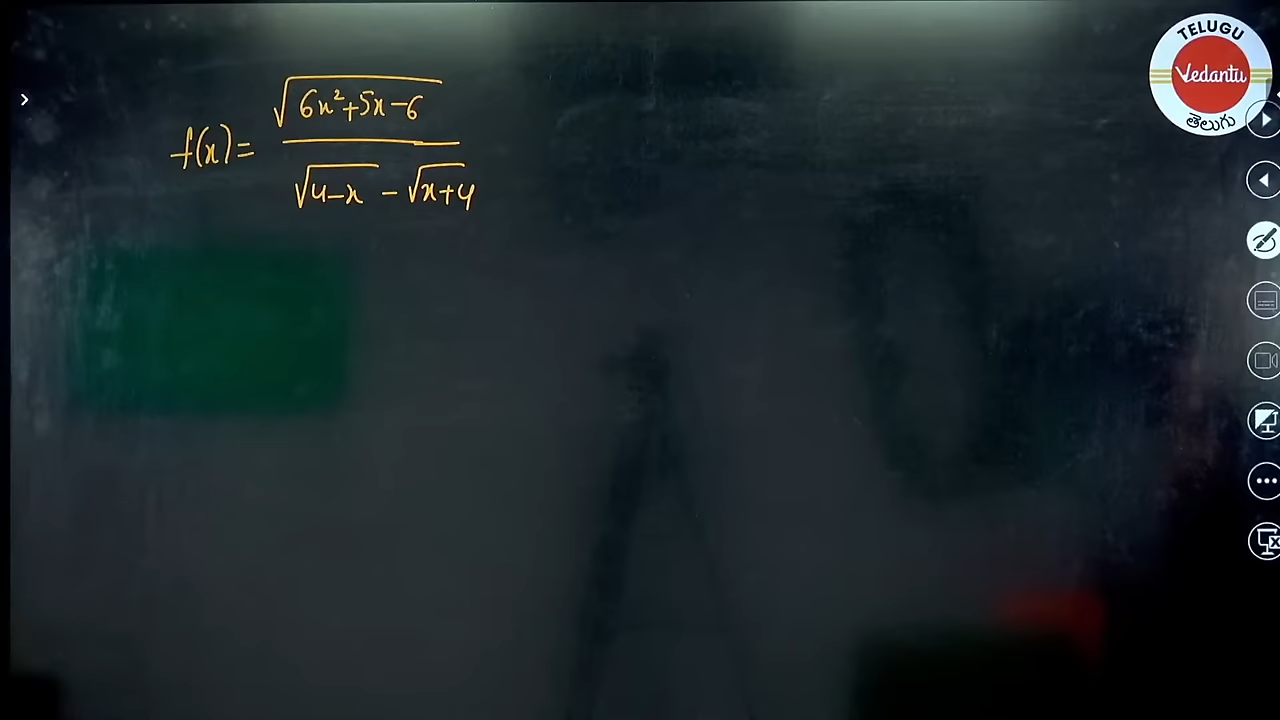 f(x) = √(6x²+5x-6) / (√(4-x) - √(x+4))
TELUGU
Vedantu
తెలుగు